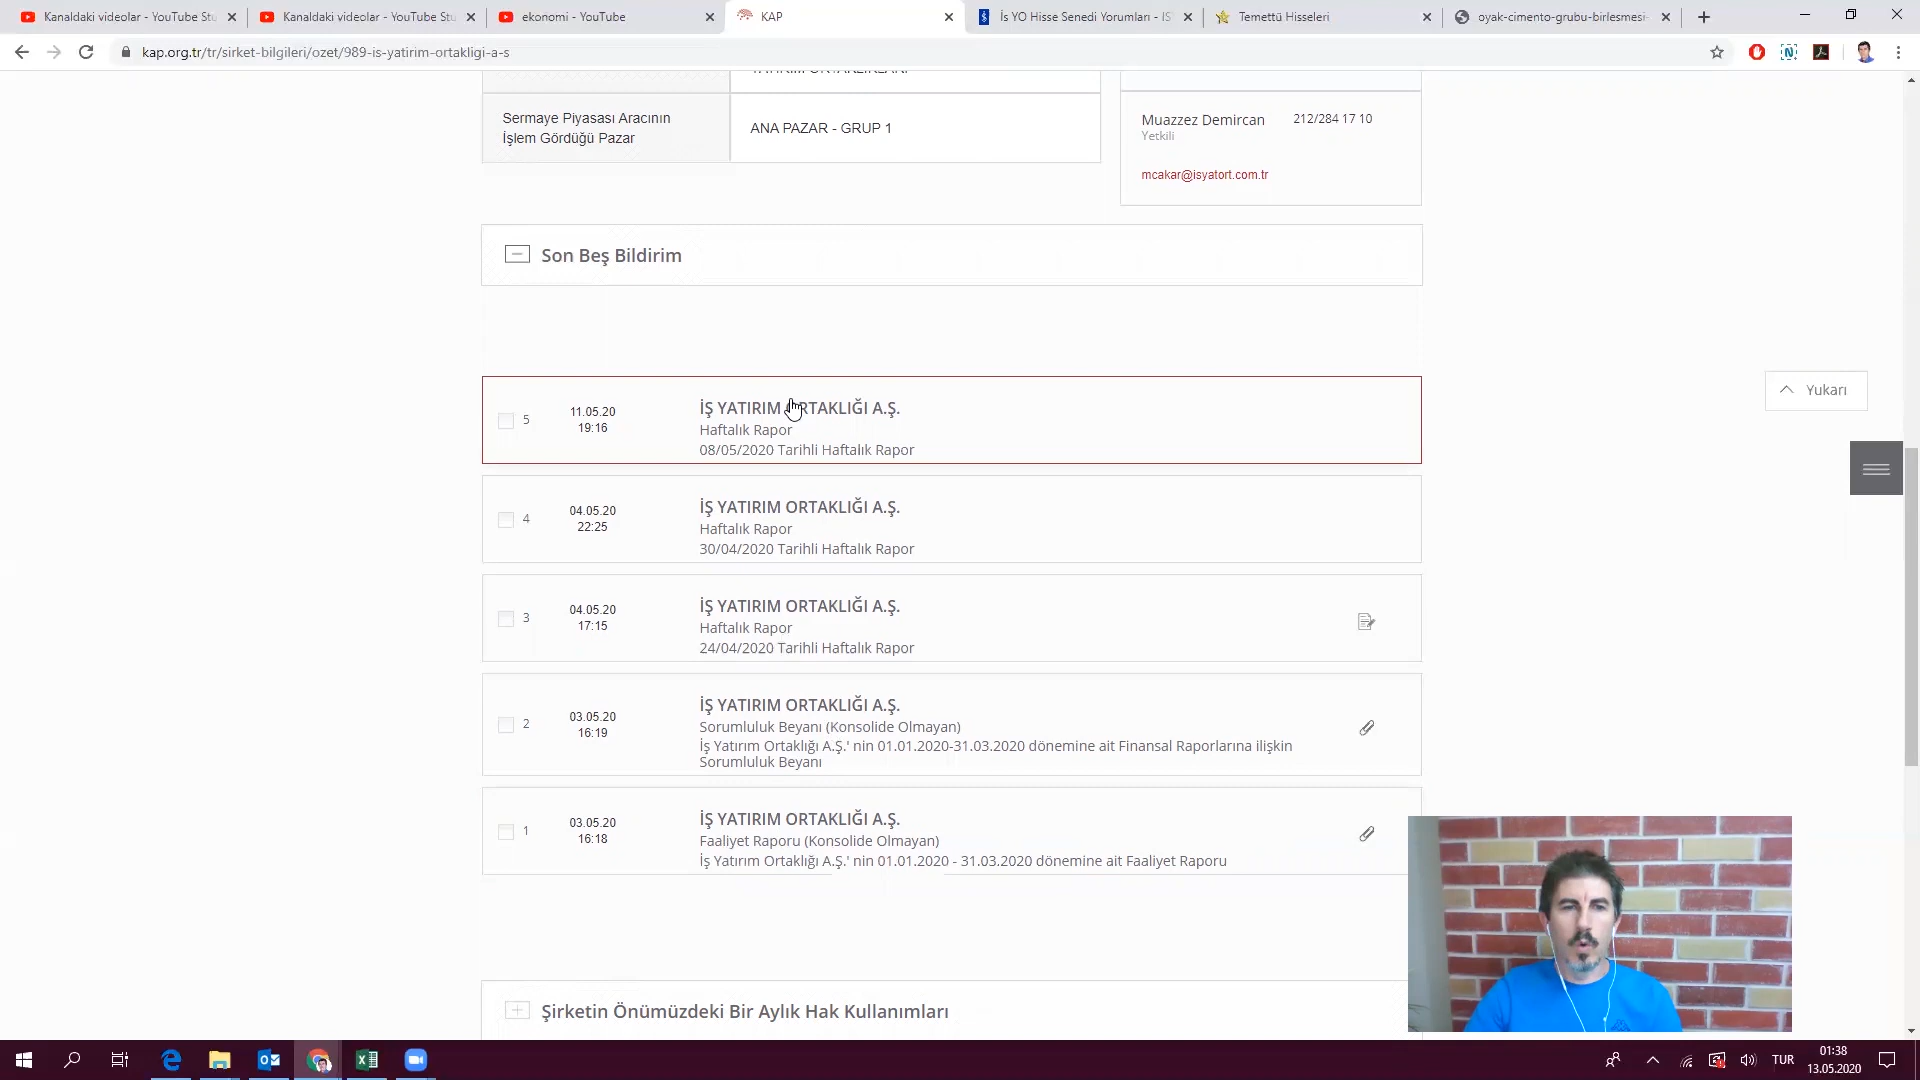 Kanaldaki videolar - YouTube Stu
Kanaldaki videolar - YouTube Stu
ekonomi - YouTube
KAP
İs YO Hisse Senedi Yorumları - IS
Temettü Hisseleri
oyak-cimento-grubu-birlesmesi-
kap.org.tr/tr/sirket-bilgileri/ozet/989-is-yatirim-ortakligi-a-s
YATIRIM ORTAKLIKLARI
Sermaye Piyasası Aracının
İşlem Gördüğü Pazar
ANA PAZAR - GRUP 1
Muazzez Demircan
212/284 17 10
Yetkili
mcakar@isyatort.com.tr
Son Beş Bildirim
Yukarı
5
11.05.20
19:16
İŞ YATIRIM ORTAKLIĞI A.Ş.
Haftalık Rapor
08/05/2020 Tarihli Haftalık Rapor
4
04.05.20
22:25
İŞ YATIRIM ORTAKLIĞI A.Ş.
Haftalık Rapor
30/04/2020 Tarihli Haftalık Rapor
3
04.05.20
17:15
İŞ YATIRIM ORTAKLIĞI A.Ş.
Haftalık Rapor
24/04/2020 Tarihli Haftalık Rapor
2
03.05.20
16:19
İŞ YATIRIM ORTAKLIĞI A.Ş.
Sorumluluk Beyanı (Konsolide Olmayan)
İş Yatırım Ortaklığı A.Ş.' nin 01.01.2020-31.03.2020 dönemine ait Finansal Raporlarına ilişkin
Sorumluluk Beyanı
1
03.05.20
16:18
İŞ YATIRIM ORTAKLIĞI A.Ş.
Faaliyet Raporu (Konsolide Olmayan)
İş Yatırım Ortaklığı A.Ş.' nin 01.01.2020 - 31.03.2020 dönemine ait Faaliyet Raporu
Şirketin Önümüzdeki Bir Aylık Hak Kullanımları
TUR
01:38
13.05.2020